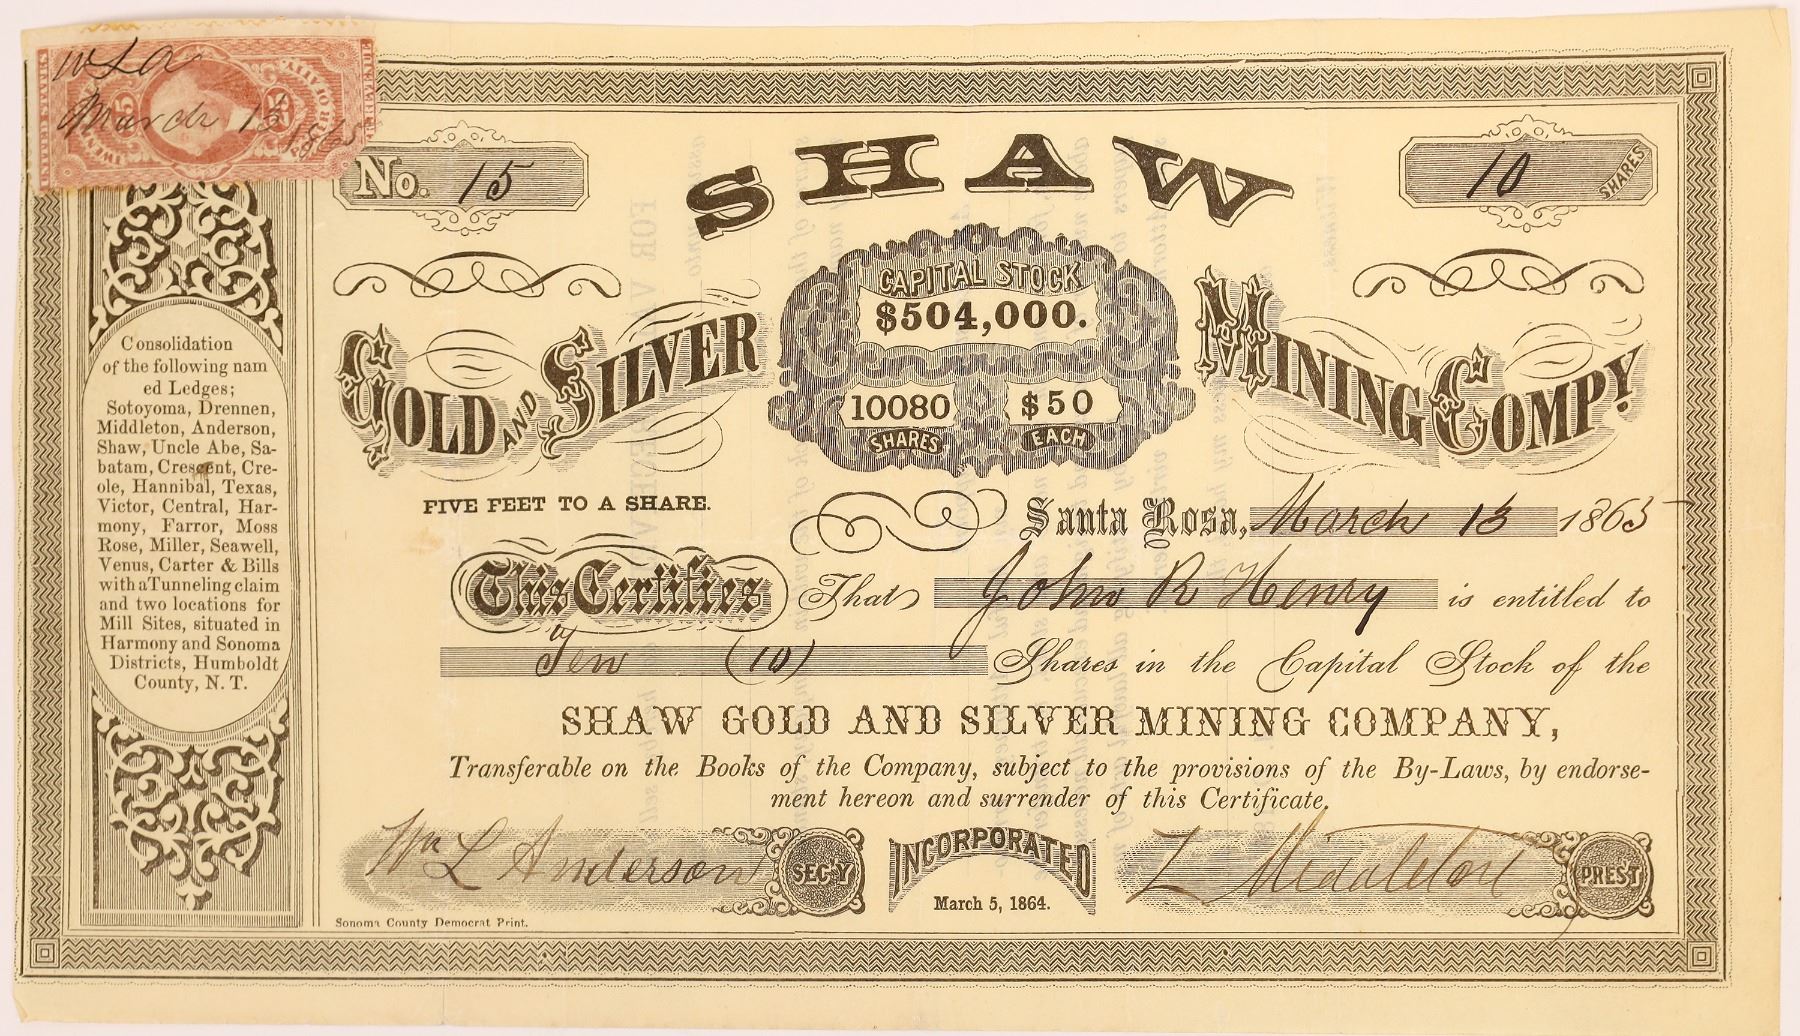 WLA
March 13
1865
25
No. 15
SHAW
10 SHARES
CAPITAL STOCK
$504,000.
10080 SHARES
$50 EACH
GOLD AND SILVER MINING COMPY.
Consolidation
of the following nam
ed Ledges;
Sotoyoma, Drennen,
Middleton, Anderson,
Shaw, Uncle Abe, Sa-
batam, Crescent, Cre-
ole, Hannibal, Texas,
Victor, Central, Har-
mony, Farror, Moss
Rose, Miller, Seawell,
Venus, Carter & Bills
with a Tunneling claim
and two locations for
Mill Sites, situated in
Harmony and Sonoma
Districts, Humboldt
County, N. T.
FIVE FEET TO A SHARE.
Santa Rosa, March 13 1865
This Certifies That John R Henry is entitled to
Ten (10) Shares in the Capital Stock of the
SHAW GOLD AND SILVER MINING COMPANY,
Transferable on the Books of the Company, subject to the provisions of the By-Laws, by endorse-
ment hereon and surrender of this Certificate.
Wm L Anderson SEC'Y
INCORPORATED
March 5, 1864.
L Middleton PRES'T
Sonoma County Democrat Print.